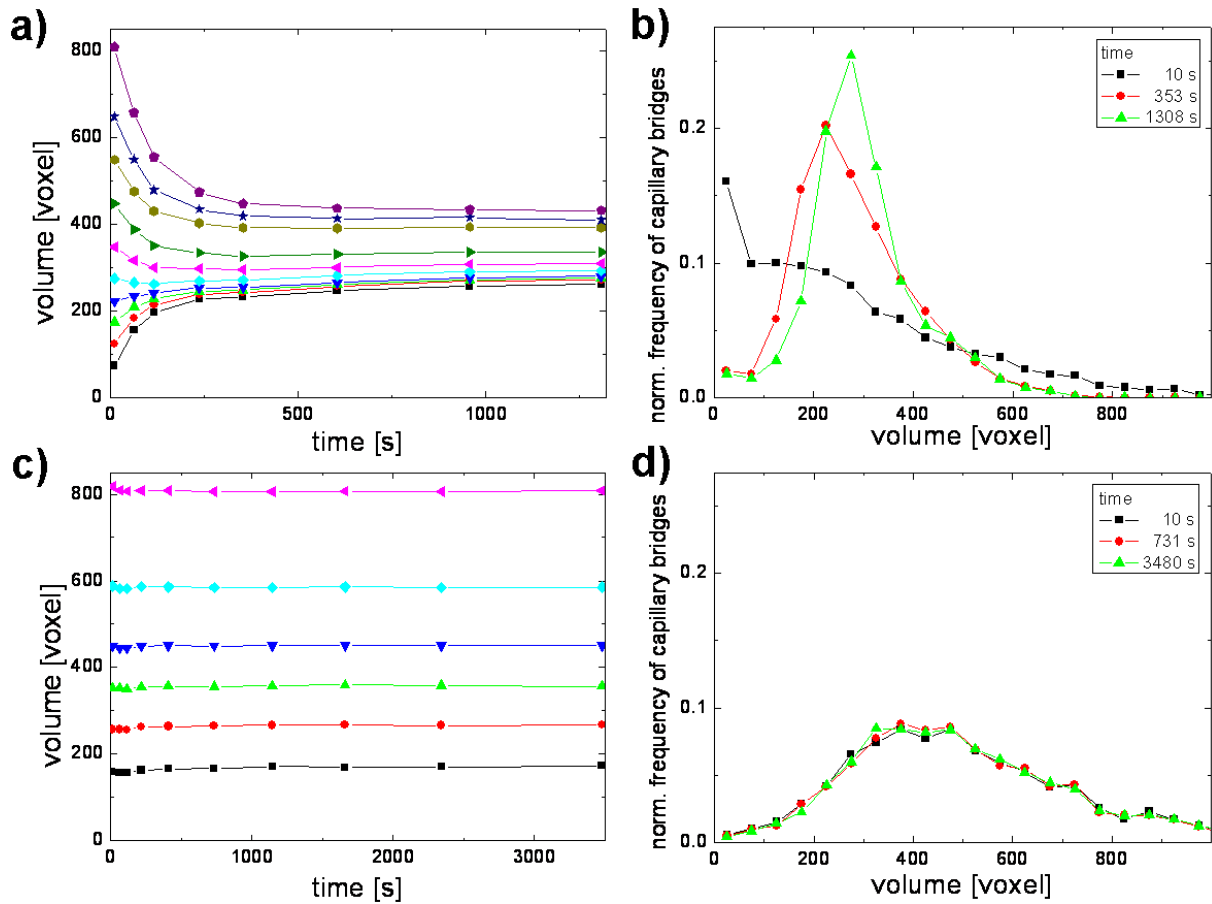 a)
volume [voxel]
800
600
400
200
0
0
500
1000
time [s]
b)
norm. frequency of capillary bridges
0.2
0.1
0.0
0
200
400
600
800
volume [voxel]
time
10 s
353 s
1308 s
c)
volume [voxel]
800
600
400
200
0
0
1000
2000
3000
time [s]
d)
norm. frequency of capillary bridges
0.2
0.1
0.0
0
200
400
600
800
volume [voxel]
time
10 s
731 s
3480 s